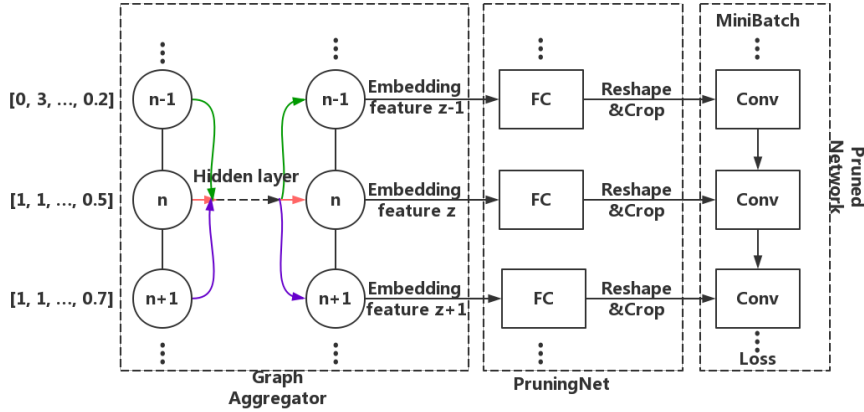 MiniBatch
[0, 3, ..., 0.2]
n-1
n-1
Embedding
feature z-1
FC
Reshape
&Crop
Conv
Hidden layer
[1, 1, ..., 0.5]
n
n
Embedding
feature z
FC
Reshape
&Crop
Conv
Pruned
Network
[1, 1, ..., 0.7]
n+1
n+1
Embedding
feature z+1
FC
Reshape
&Crop
Conv
Loss
Graph
Aggregator
PruningNet